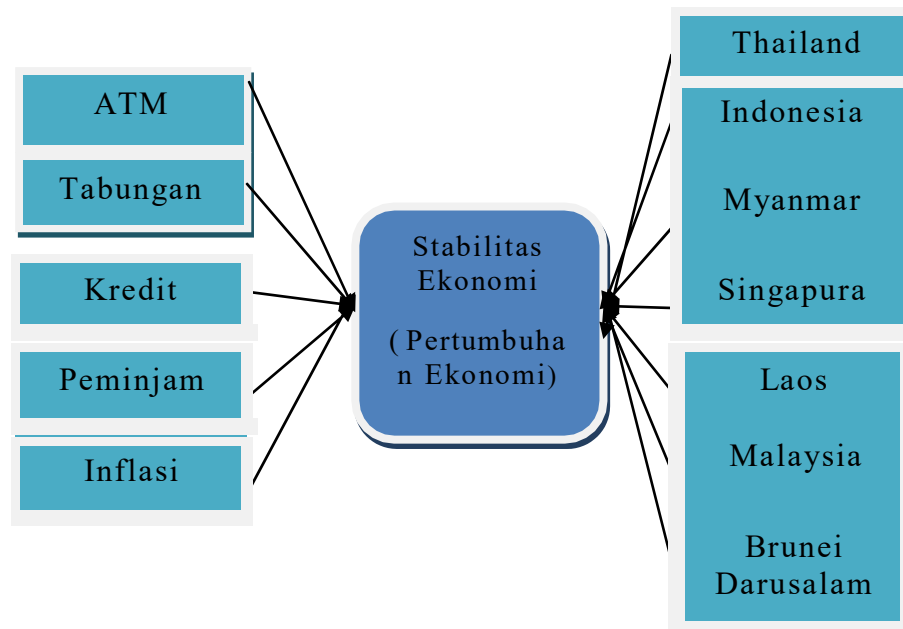 ATM
Tabungan
Kredit
Peminjam
Inflasi
Stabilitas
Ekonomi
( Pertumbuha
n Ekonomi)
Thailand
Indonesia
Myanmar
Singapura
Laos
Malaysia
Brunei
Darusalam